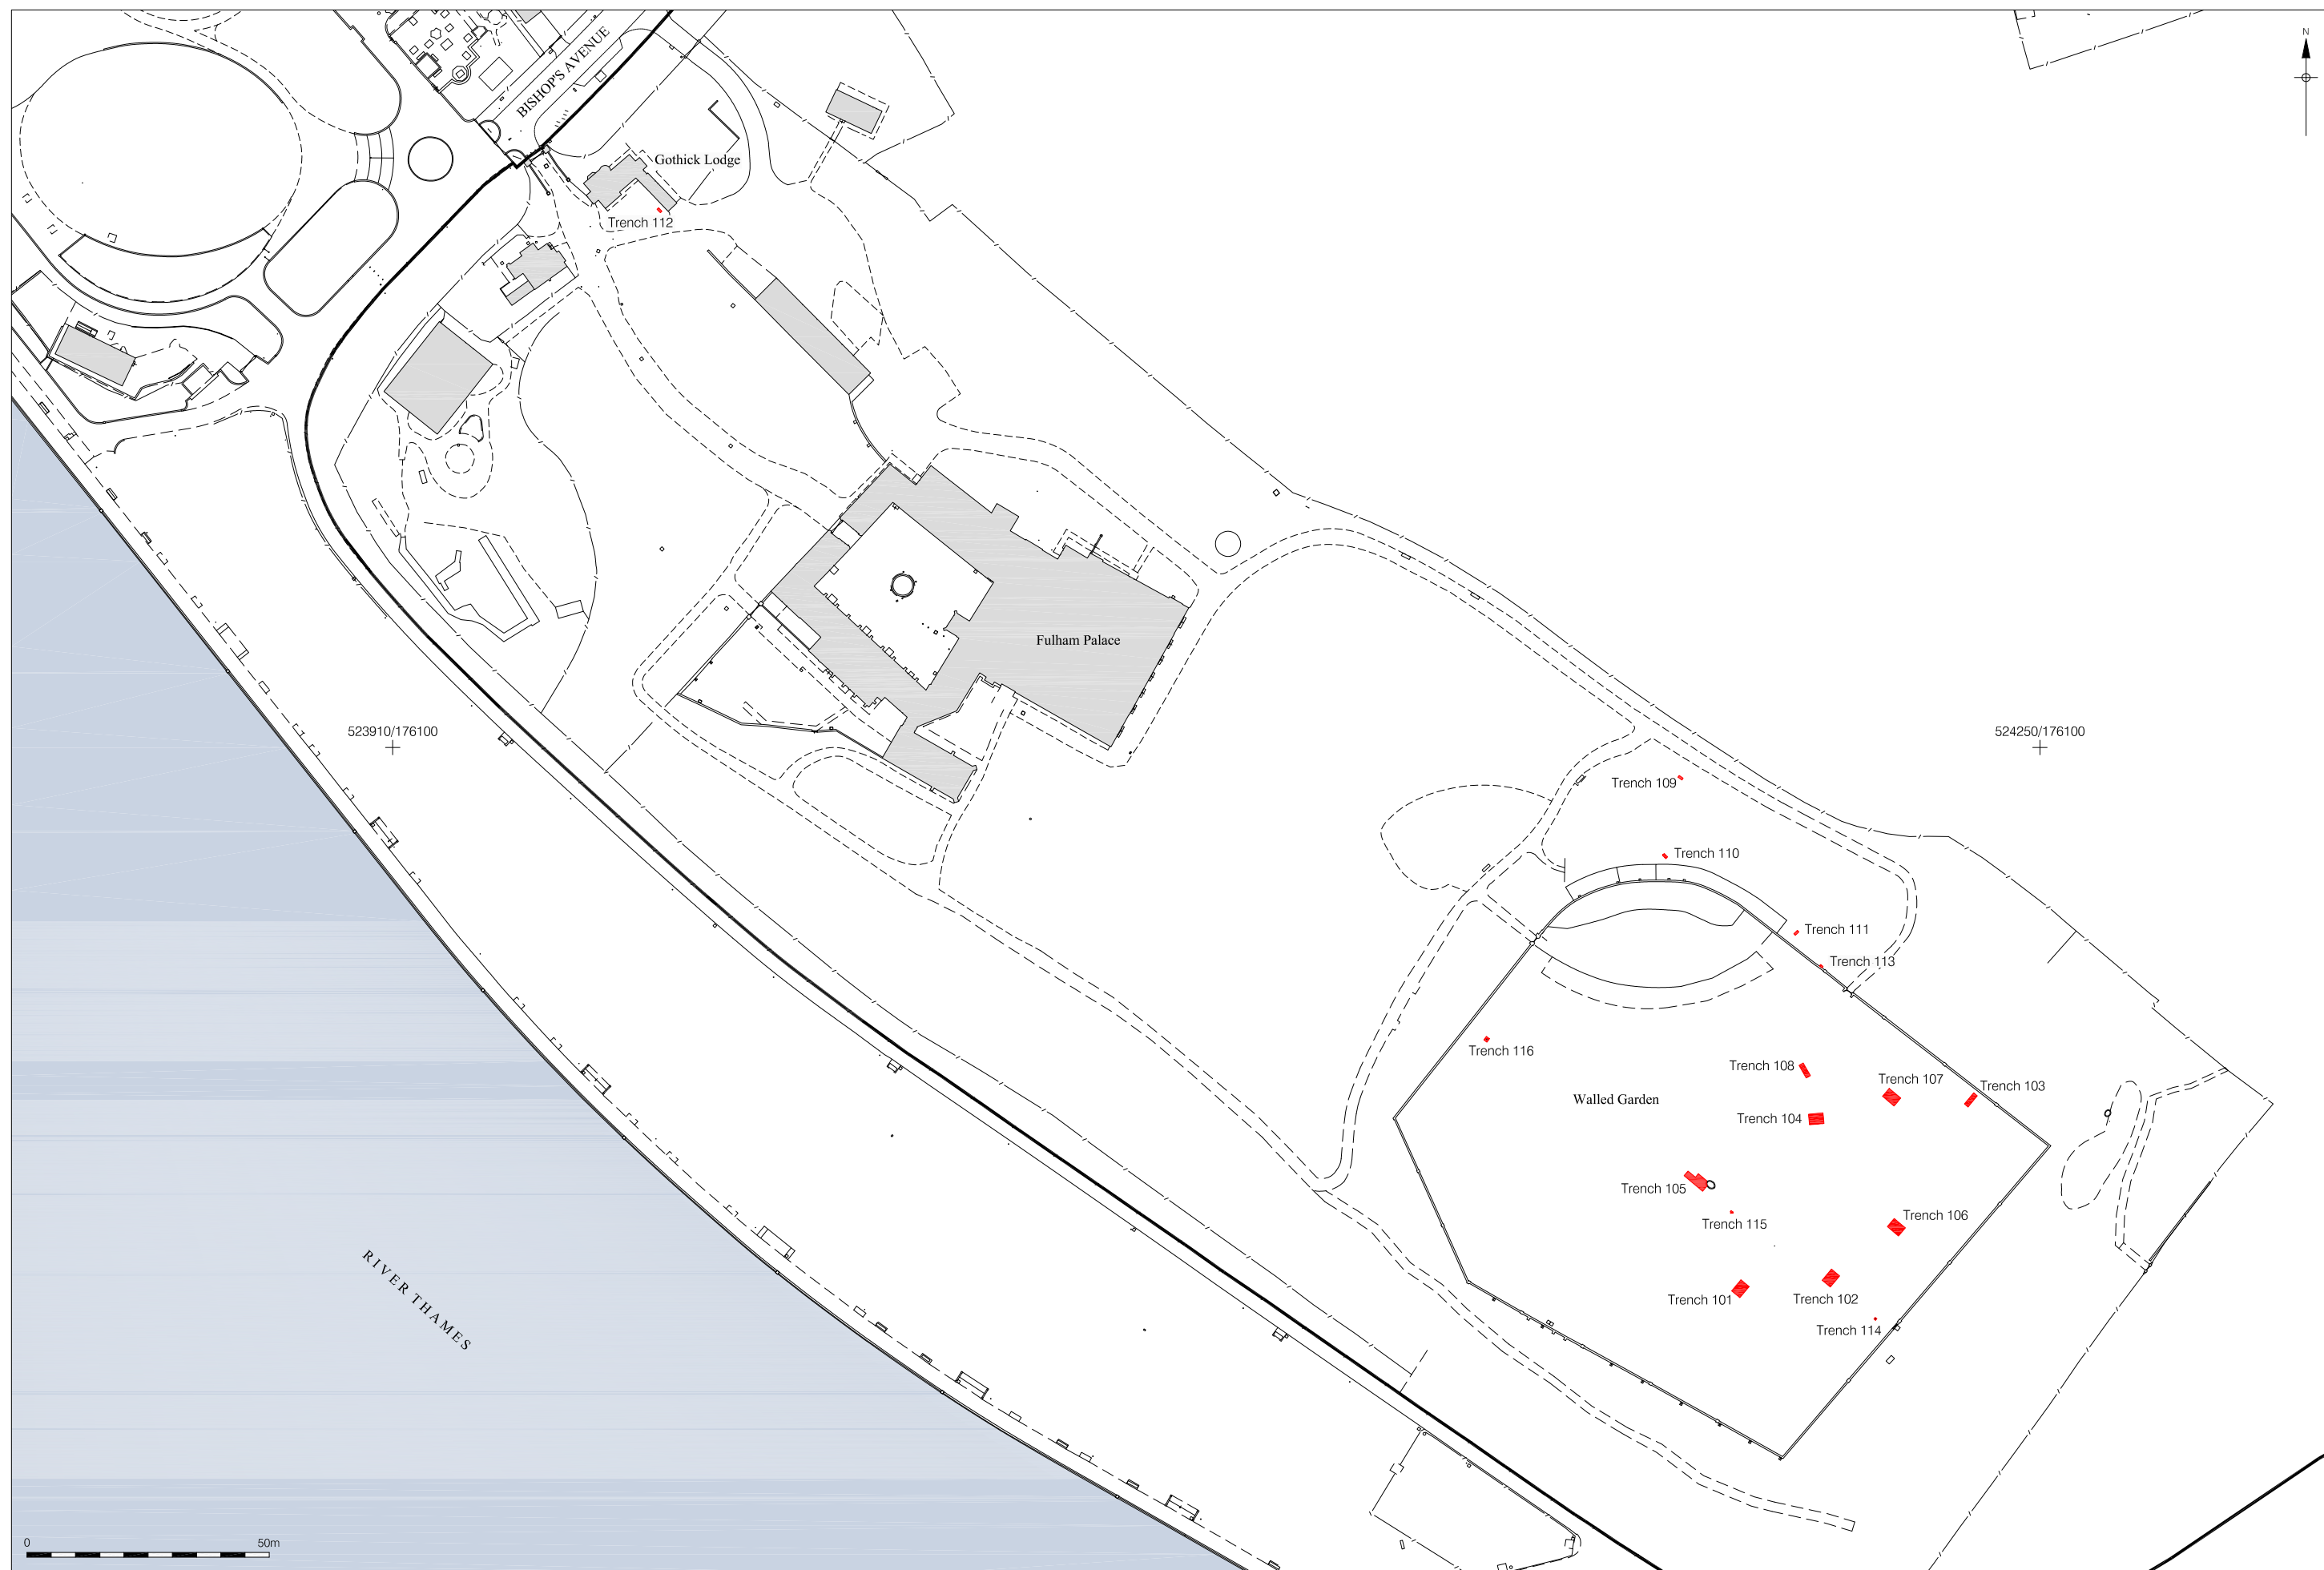 N
BISHOP'S AVENUE
Gothick Lodge
Trench 112
Fulham Palace
523910/176100
524250/176100
Trench 109
Trench 110
Trench 111
Trench 113
Trench 116
Trench 108
Trench 107
Trench 103
Walled Garden
Trench 104
Trench 105
Trench 115
Trench 106
Trench 101
Trench 102
Trench 114
RIVER THAMES
0 50m